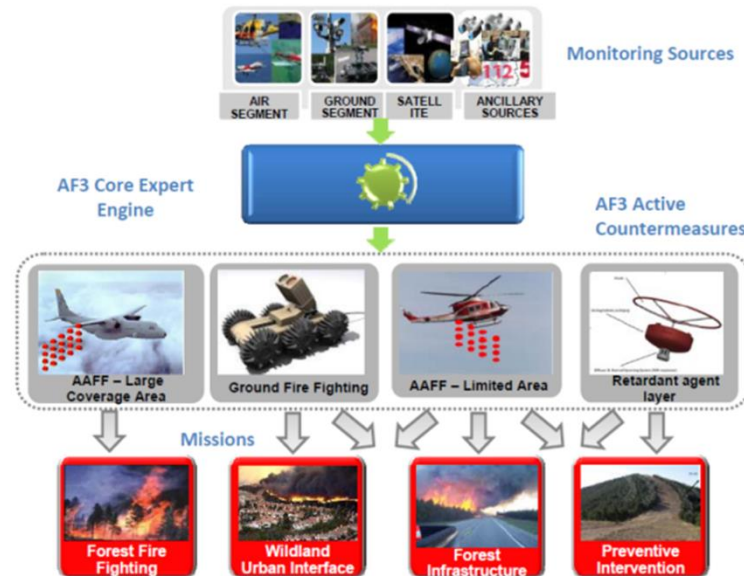 Monitoring Sources
AIR
SEGMENT
GROUND
SEGMENT
SATELL
ITE
ANCILLARY
SOURCES
112
AF3 Core Expert
Engine
AF3 Active
Countermeasures
AAFF – Large
Coverage Area
Ground Fire Fighting
AAFF – Limited Area
Retardant agent
layer
Missions
Forest Fire
Fighting
Wildland
Urban Interface
Forest
Infrastructure
Preventive
Intervention